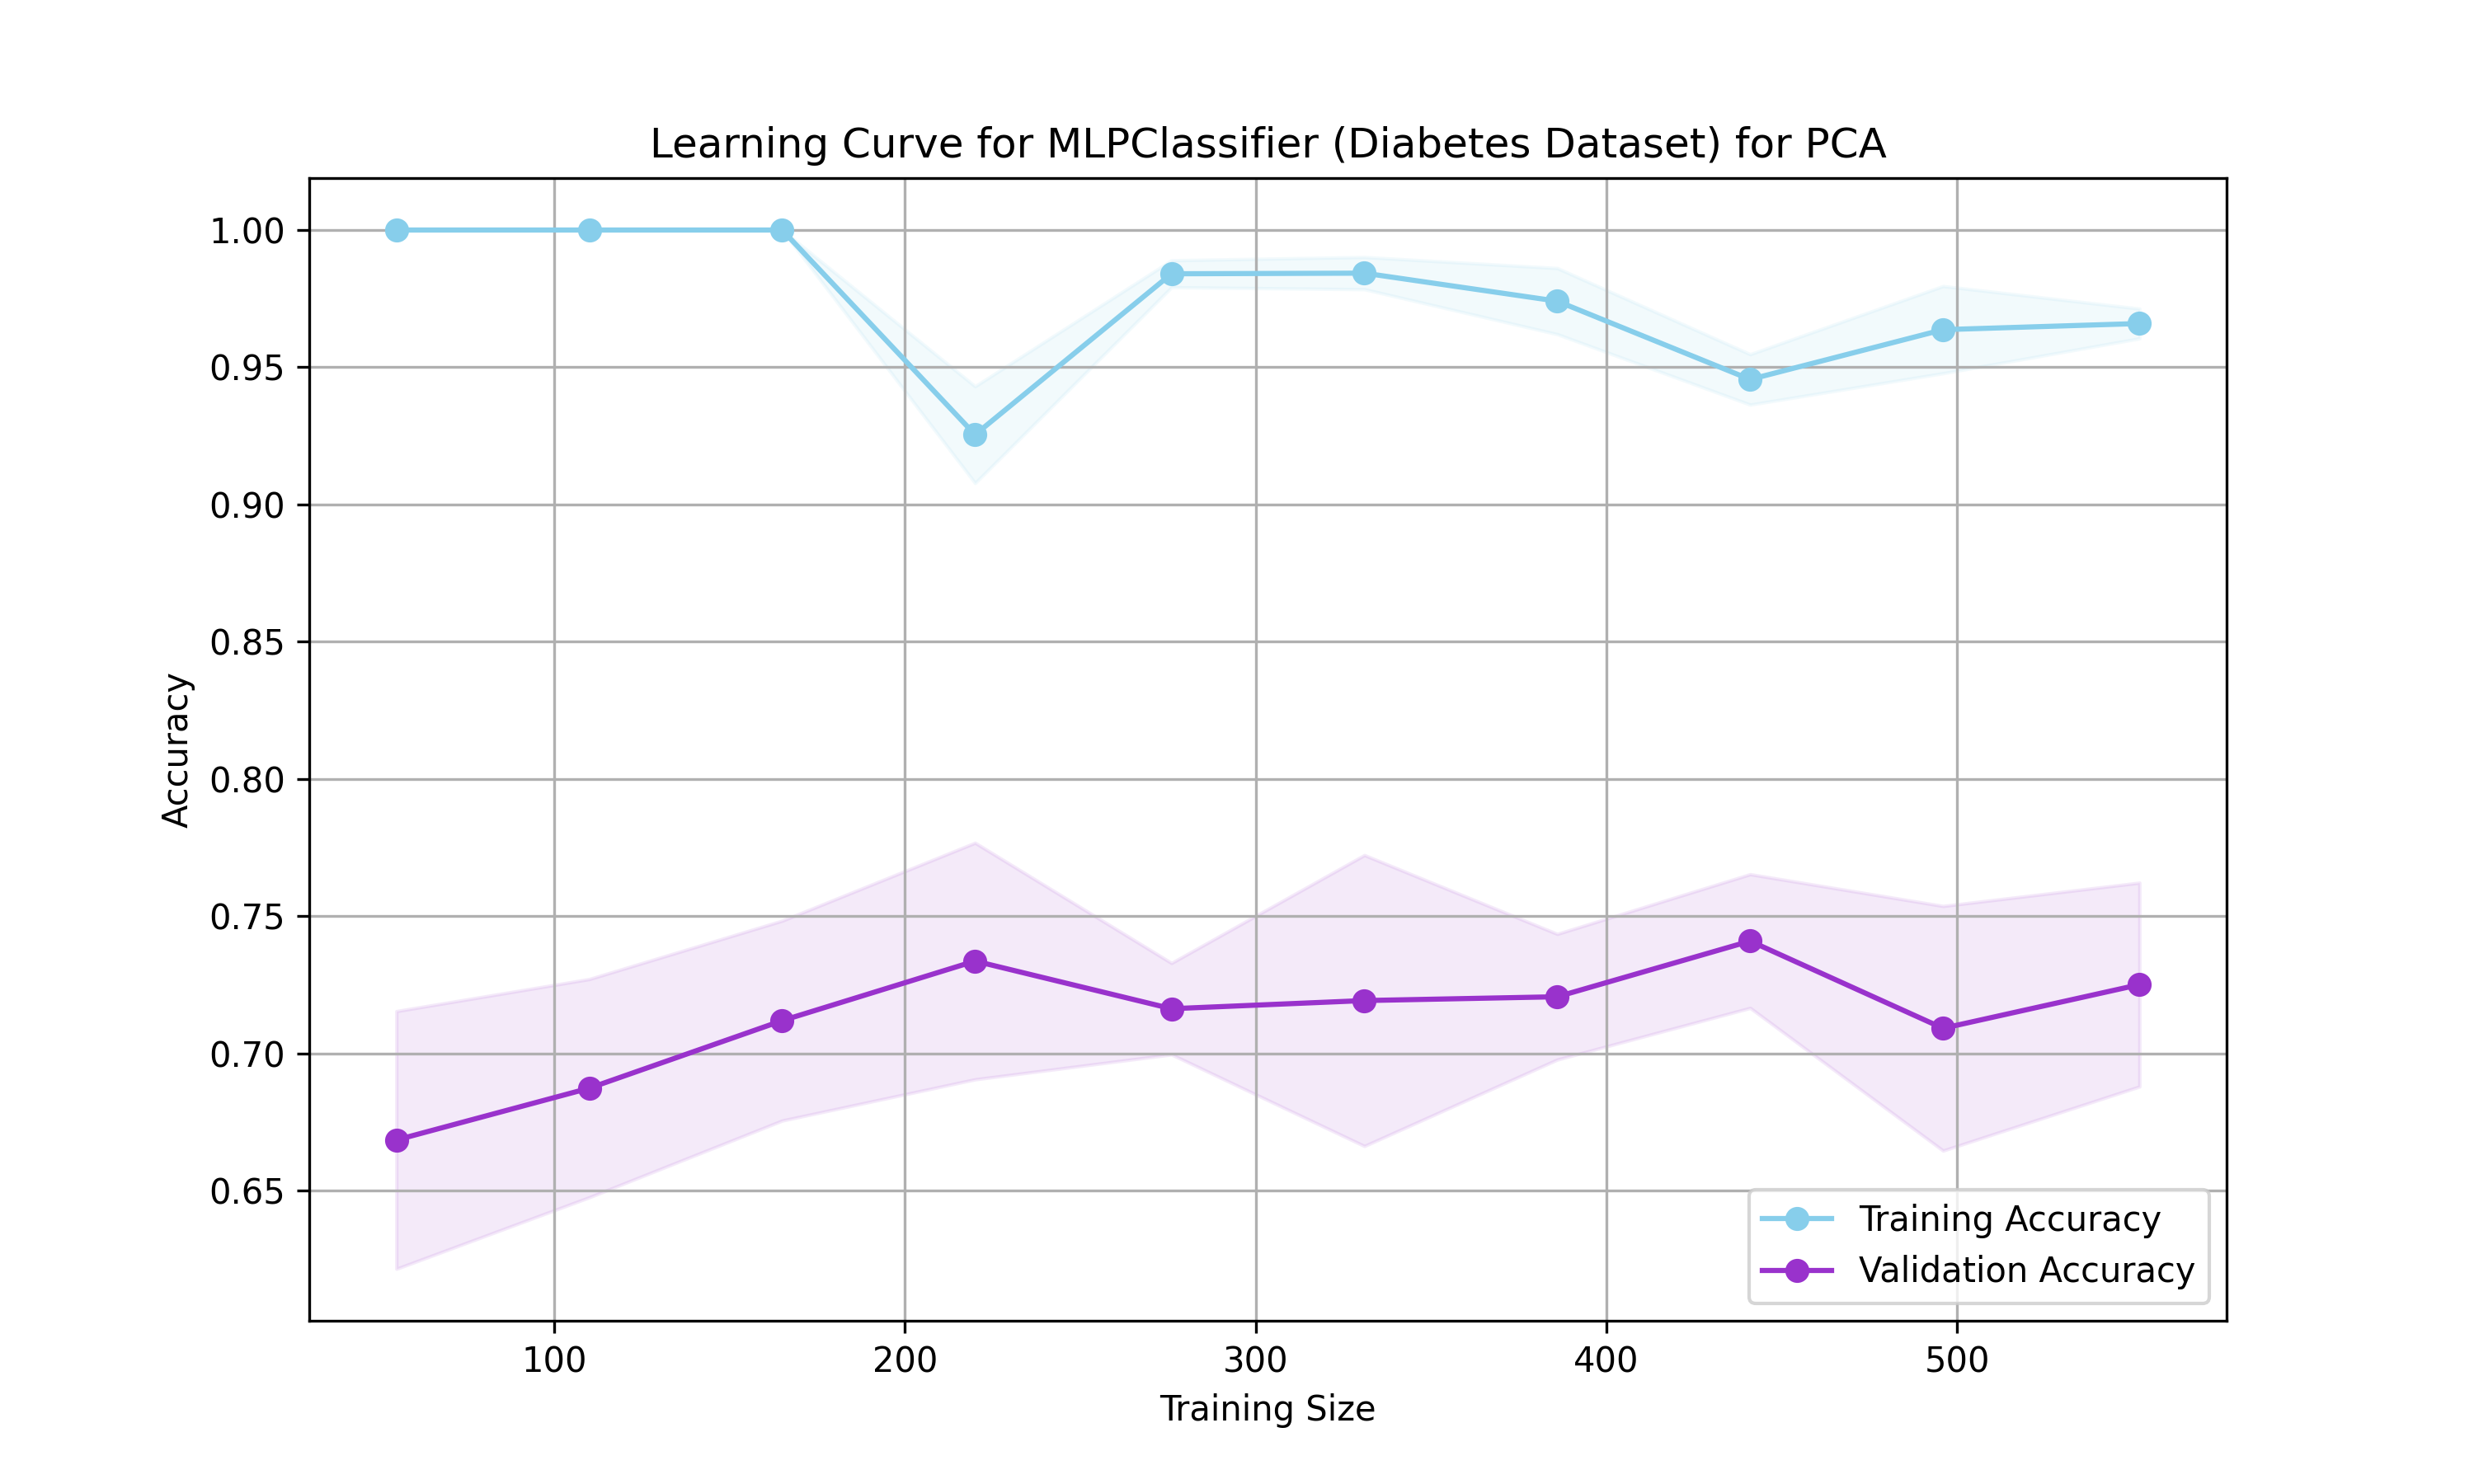 Learning Curve for MLPClassifier (Diabetes Dataset) for PCA
1.00
0.95
0.90
0.85
0.80
0.75
0.70
0.65
Accuracy
100 200 300 400 500
Training Size
Training Accuracy
Validation Accuracy